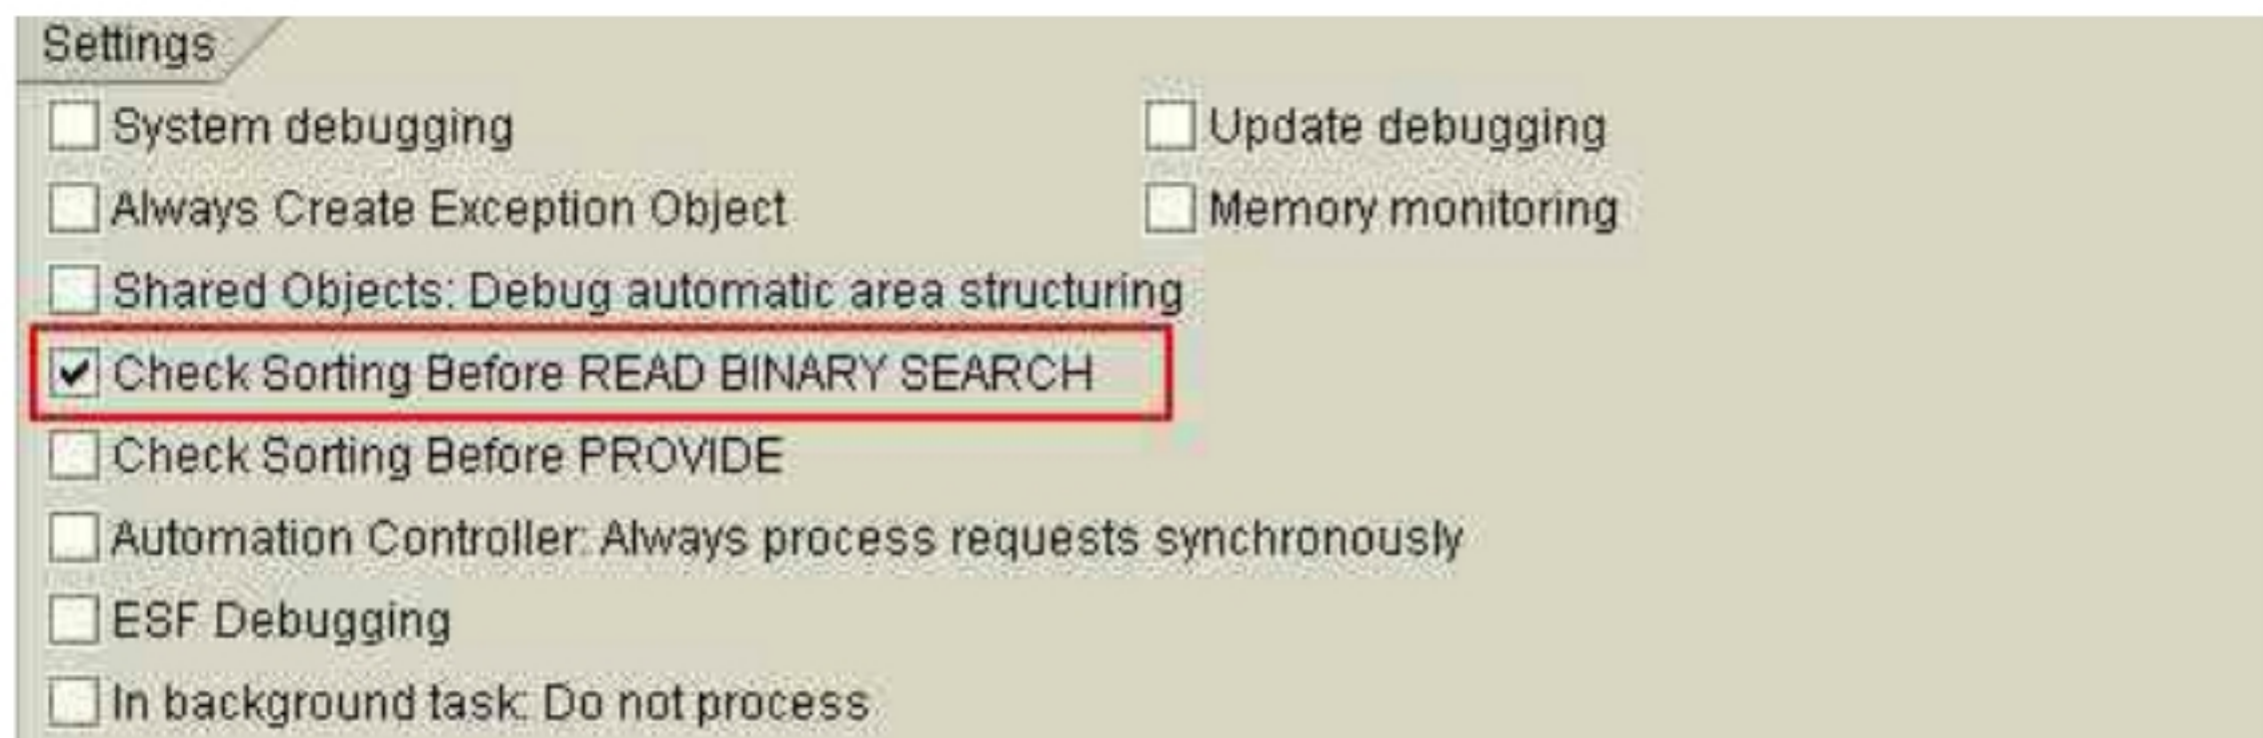 Settings
System debugging Update debugging
Always Create Exception Object Memory monitoring
Shared Objects: Debug automatic area structuring
Check Sorting Before READ BINARY SEARCH
Check Sorting Before PROVIDE
Automation Controller: Always process requests synchronously
ESF Debugging
In background task: Do not process